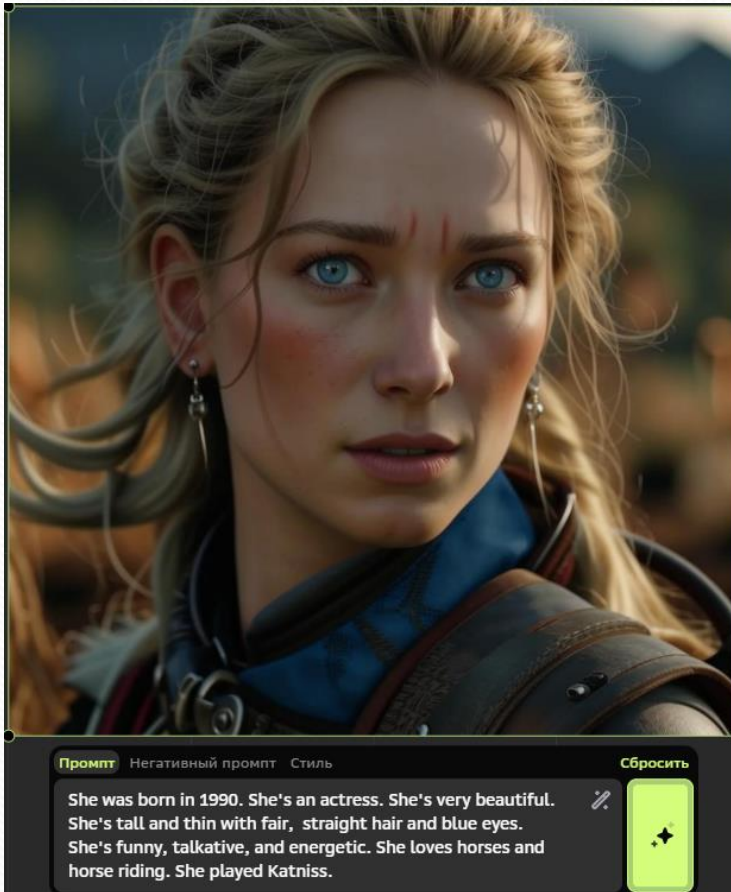 Промпт Негативный промпт Стиль Сбросить
She was born in 1990. She's an actress. She's very beautiful.
She's tall and thin with fair, straight hair and blue eyes.
She's funny, talkative, and energetic. She loves horses and
horse riding. She played Katniss.